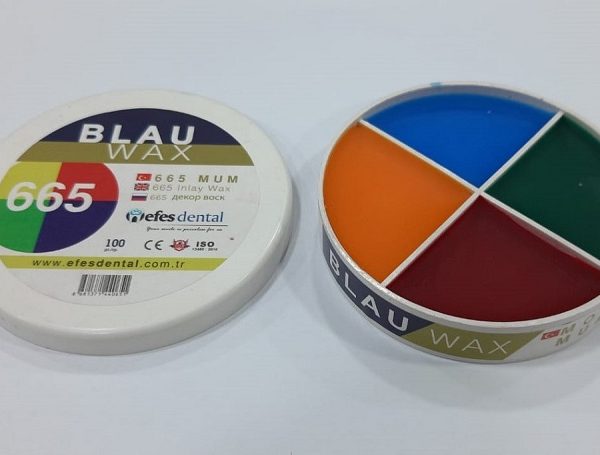 BLAU
WAX
665
665 MUM
665 Inlay Wax
665 декор воск
efesdental
100
CE
ISO
www.efesdental.com.tr
BLAU WAX